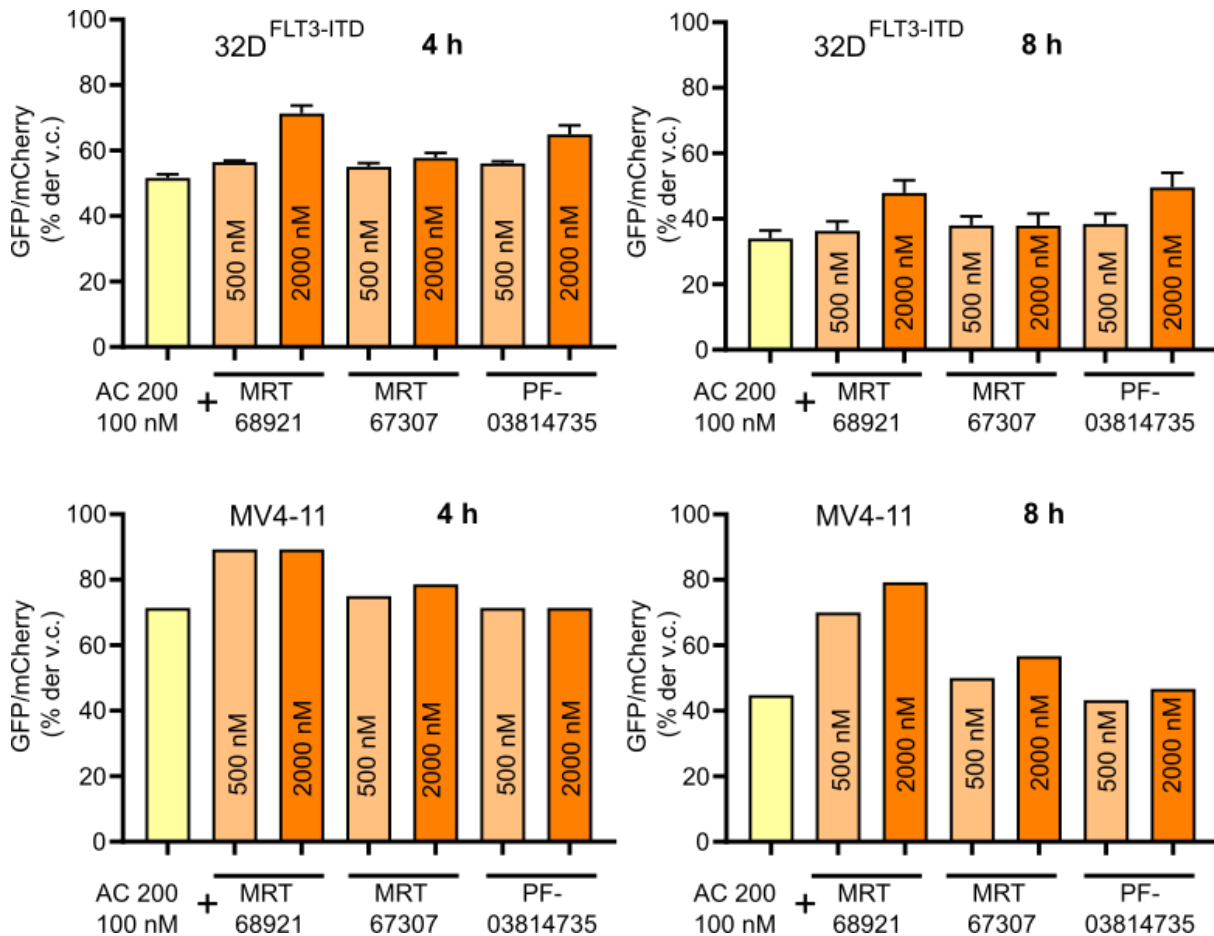 32D FLT3-ITD 4 h
GFP/mCherry
(% der v.c.)
100
80
60
40
20
0
500 nM
2000 nM
500 nM
2000 nM
500 nM
2000 nM
AC 200
100 nM
+
MRT
68921
MRT
67307
PF-
03814735
32D FLT3-ITD 8 h
GFP/mCherry
(% der v.c.)
100
80
60
40
20
0
500 nM
2000 nM
500 nM
2000 nM
500 nM
2000 nM
AC 200
100 nM
+
MRT
68921
MRT
67307
PF-
03814735
MV4-11 4 h
GFP/mCherry
(% der v.c.)
100
80
60
40
20
0
500 nM
2000 nM
500 nM
2000 nM
500 nM
2000 nM
AC 200
100 nM
+
MRT
68921
MRT
67307
PF-
03814735
MV4-11 8 h
GFP/mCherry
(% der v.c.)
100
80
60
40
20
0
500 nM
2000 nM
500 nM
2000 nM
500 nM
2000 nM
AC 200
100 nM
+
MRT
68921
MRT
67307
PF-
03814735